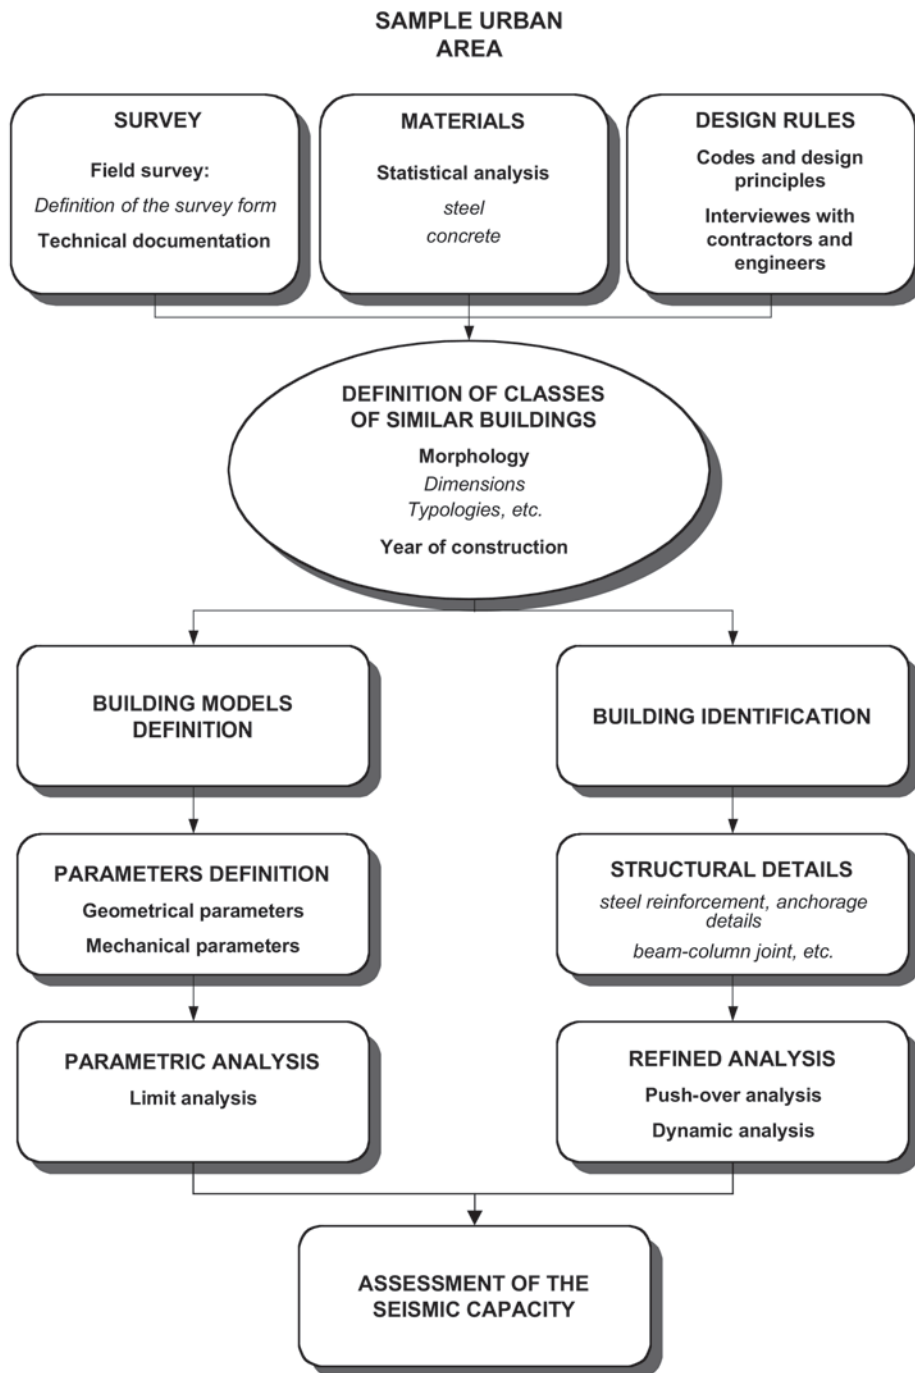 SAMPLE URBAN
AREA
SURVEY
Field survey:
Definition of the survey form
Technical documentation
MATERIALS
Statistical analysis
steel
concrete
DESIGN RULES
Codes and design
principles
Interviewes with
contractors and
engineers
DEFINITION OF CLASSES
OF SIMILAR BUILDINGS
Morphology
Dimensions
Typologies, etc.
Year of construction
BUILDING MODELS
DEFINITION
BUILDING IDENTIFICATION
PARAMETERS DEFINITION
Geometrical parameters
Mechanical parameters
STRUCTURAL DETAILS
steel reinforcement, anchorage
details
beam-column joint, etc.
PARAMETRIC ANALYSIS
Limit analysis
REFINED ANALYSIS
Push-over analysis
Dynamic analysis
ASSESSMENT OF THE
SEISMIC CAPACITY